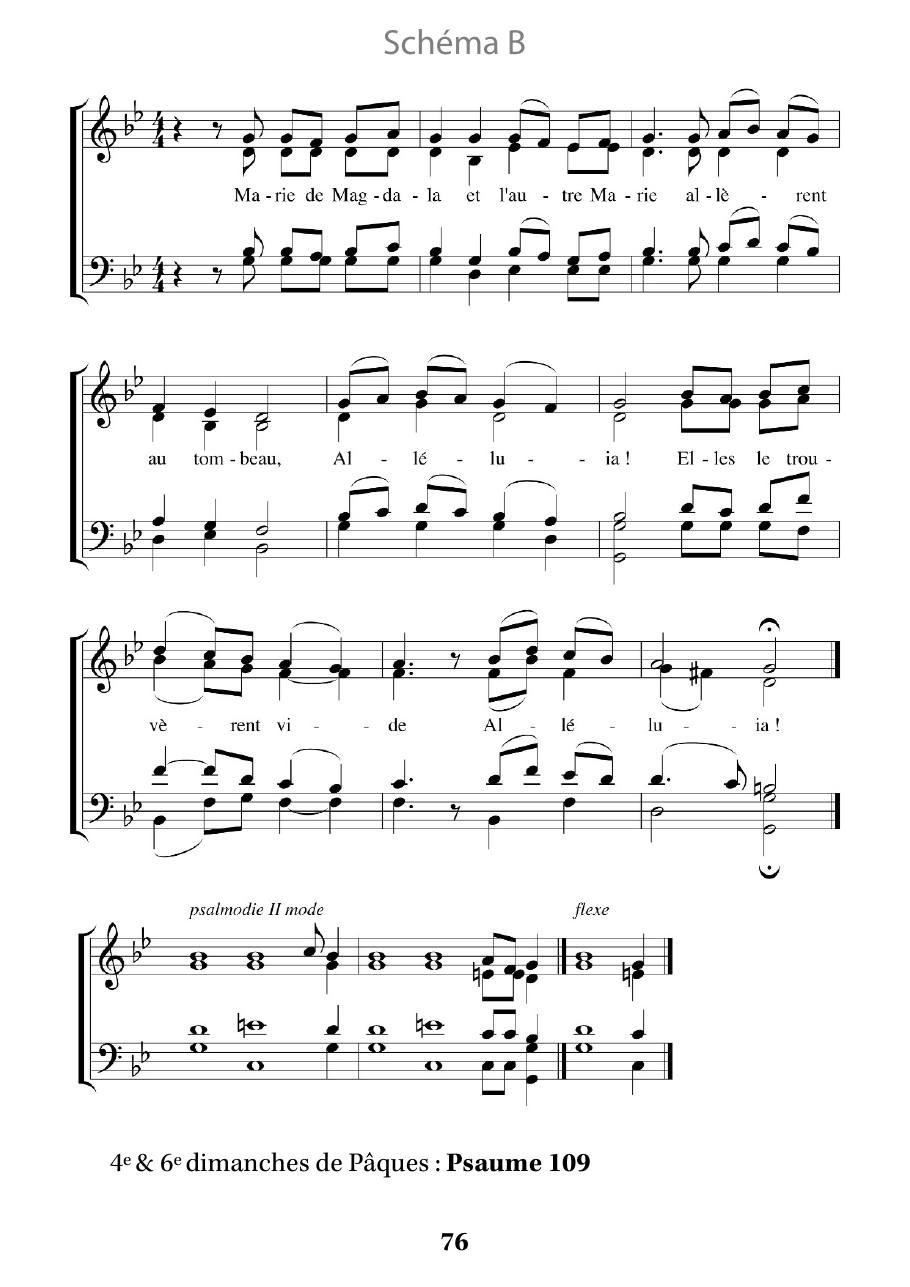 Schéma B
Ma - rie de Mag - da - la et l'au - tre Ma - rie al - lè - rent
au tom - beau, Al - lé - lu - - ia ! El - les le trou -
vè - rent vi - - de Al - lé - lu - - ia !
psalmodie II mode flexe
4e & 6e dimanches de Pâques : Psaume 109
76